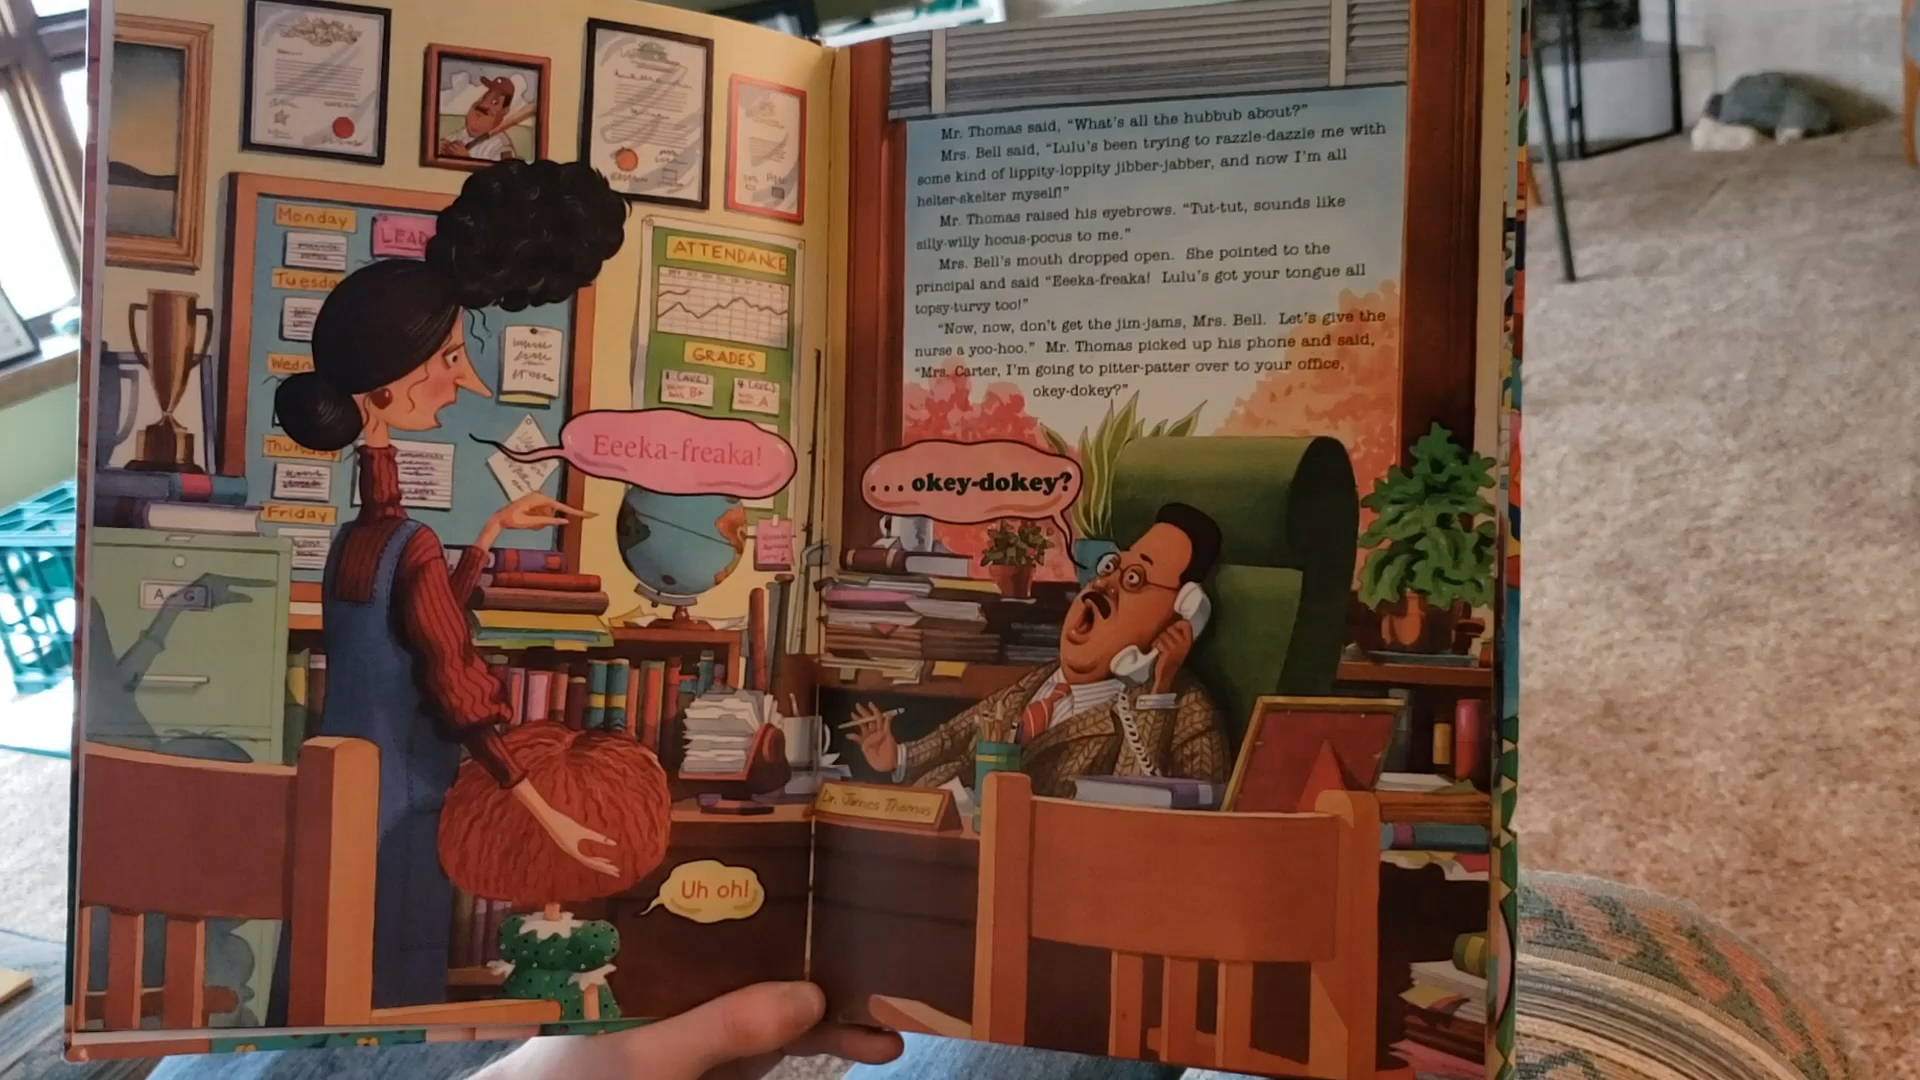 Monday
LEAD
Tuesda
Wedn
Thursday
Friday
A - G
ATTENDANCE
GRADES
B+
A
Eeeka-freaka!
Uh oh!
Mr. Thomas said, “What’s all the hubbub about?”
Mrs. Bell said, “Lulu’s been trying to razzle-dazzle me with
some kind of lippity-loppity jibber-jabber, and now I’m all
helter-skelter myself!”
Mr. Thomas raised his eyebrows. “Tut-tut, sounds like
silly-willy hocus-pocus to me.”
Mrs. Bell’s mouth dropped open. She pointed to the
principal and said “Eeeka-freaka! Lulu’s got your tongue all
topsy-turvy too!”
“Now, now, don’t get the jim-jams, Mrs. Bell. Let’s give the
nurse a yoo-hoo.” Mr. Thomas picked up his phone and said,
“Mrs. Carter, I’m going to pitter-patter over to your office,
okey-dokey?”
. . . okey-dokey?
Dr. James Thomas